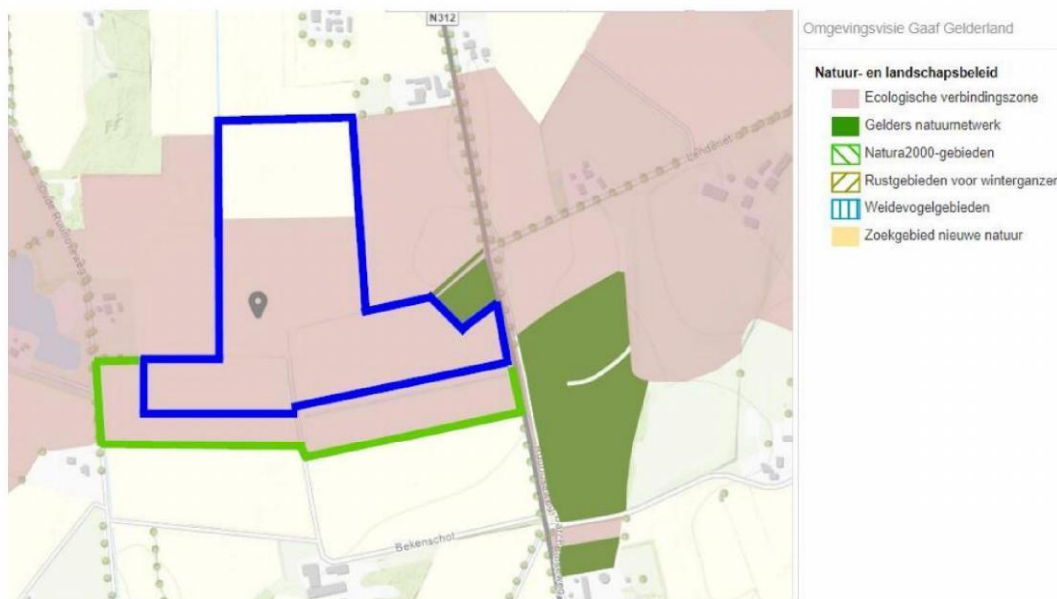 N312
Omgevingsvisie Gaaf Gelderland
Natuur- en landschapsbeleid
Ecologische verbindingszone
Gelders natuurnetwerk
Natura2000-gebieden
Rustgebieden voor winterganzen
Weidevogelgebieden
Zoekgebied nieuwe natuur
Bekenschot